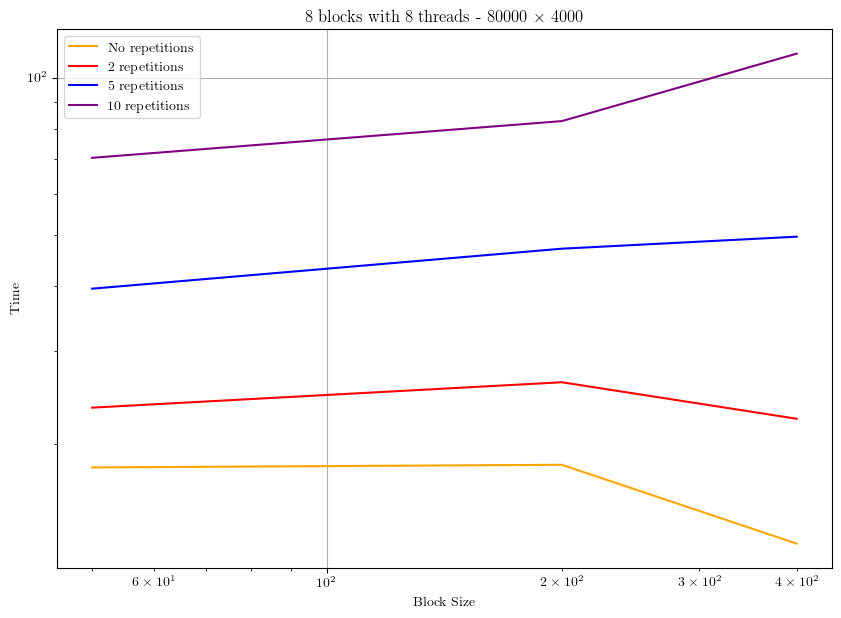 8 blocks with 8 threads - 80000 × 4000
No repetitions
2 repetitions
5 repetitions
10 repetitions
10²
Time
6 × 10¹
10²
2 × 10²
3 × 10²
4 × 10²
Block Size